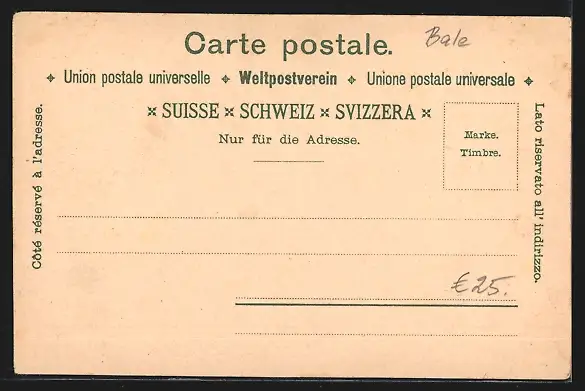 Carte postale.
Bale
✦ Union postale universelle ✦ Weltpostverein ✦ Unione postale universale ✦
× SUISSE × SCHWEIZ × SVIZZERA ×
Nur für die Adresse.
Marke.
Timbre.
Côté réservé à l'adresse.
Lato riservato all' indirizzo.
€25.